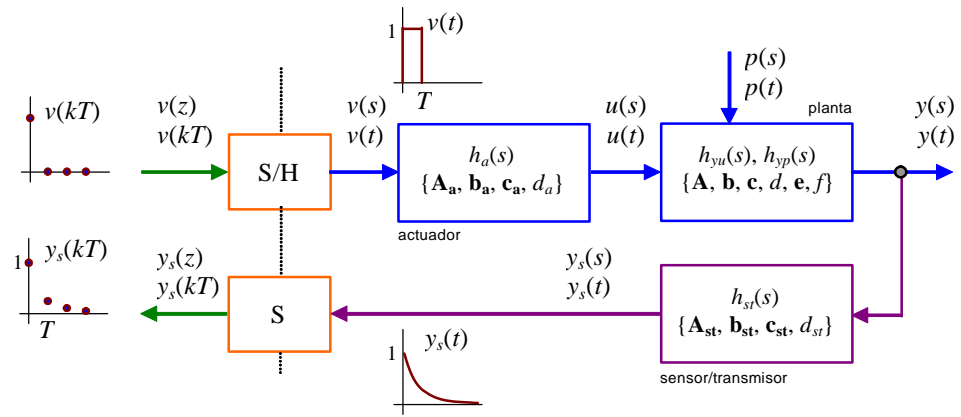 1
v(t)
T
p(s)
p(t)
planta
v(kT)
v(z)
v(kT)
S/H
v(s)
v(t)
h_a(s)
{A_a, b_a, c_a, d_a}
actuador
u(s)
u(t)
h_yu(s), h_yp(s)
{A, b, c, d, e, f}
y(s)
y(t)
y_s(kT)
1
T
y_s(z)
y_s(kT)
S
y_s(s)
y_s(t)
h_st(s)
{A_st, b_st, c_st, d_st}
sensor/transmisor
1
y_s(t)